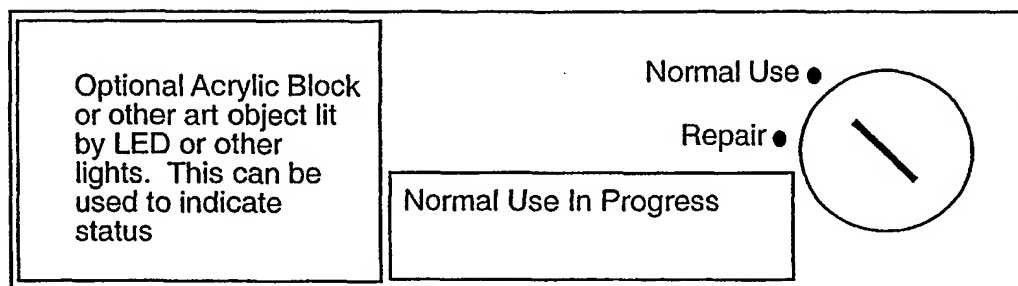 Optional Acrylic Block
or other art object lit
by LED or other
lights.  This can be
used to indicate
status
Normal Use
Repair
Normal Use In Progress